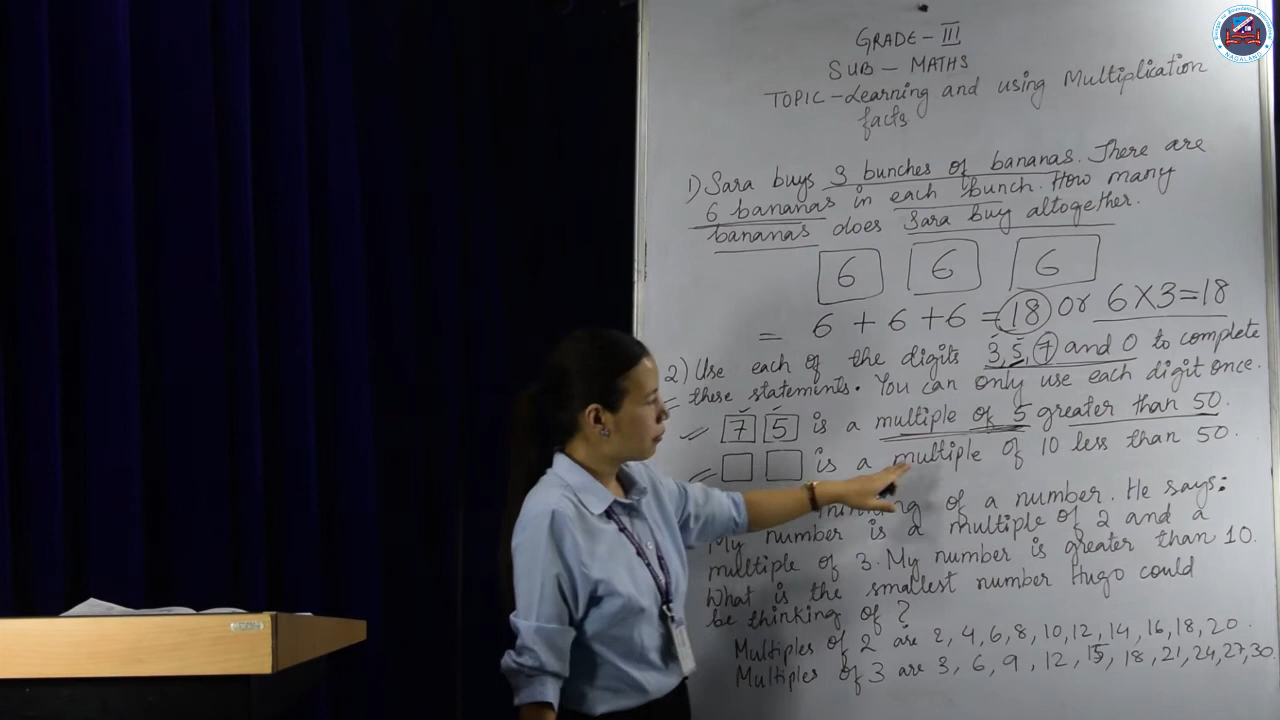 GRADE - III
SUB - MATHS
TOPIC - Learning and using Multiplication
facts
1) Sara buys 3 bunches of bananas. There are
6 bananas in each bunch. How many
bananas does Sara buy altogether.
6 6 6
= 6 + 6 + 6 = 18 or 6 X 3 = 18
2) Use each of the digits 3, 5, 7 and 0 to complete
these statements. You can only use each digit once.
7 5 is a multiple of 5 greater than 50.
is a multiple of 10 less than 50.
of a number. He says:
My number is a multiple of 2 and a
multiple of 3. My number is greater than 10.
What is the smallest number Hugo could
be thinking of?
Multiples of 2 are 2, 4, 6, 8, 10, 12, 14, 16, 18, 20.
Multiples of 3 are 3, 6, 9, 12, 15, 18, 21, 24, 27, 30
NAGALAND